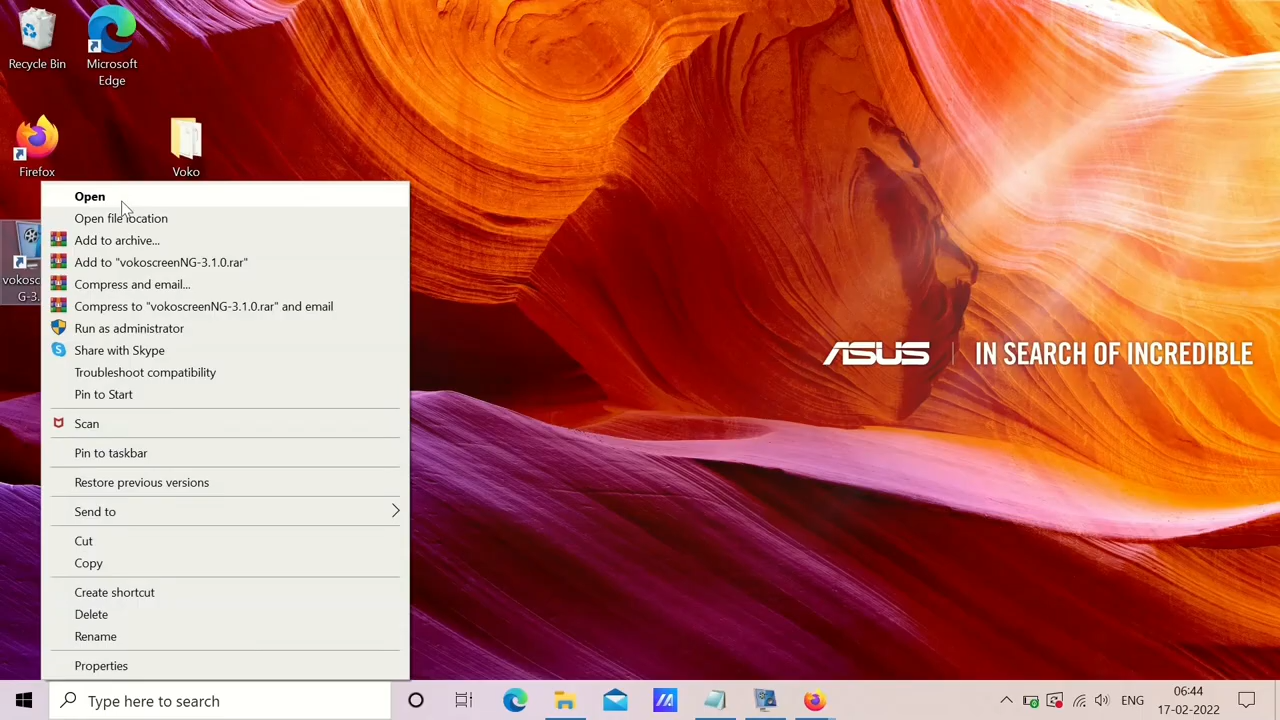 Recycle Bin
Microsoft
Edge
Firefox
Voko
vokosc
G-3.
Open
Open file location
Add to archive...
Add to "vokoscreenNG-3.1.0.rar"
Compress and email...
Compress to "vokoscreenNG-3.1.0.rar" and email
Run as administrator
Share with Skype
Troubleshoot compatibility
Pin to Start
Scan
Pin to taskbar
Restore previous versions
Send to
Cut
Copy
Create shortcut
Delete
Rename
Properties
ASUS | IN SEARCH OF INCREDIBLE
Type here to search
ENG
06:44
17-02-2022